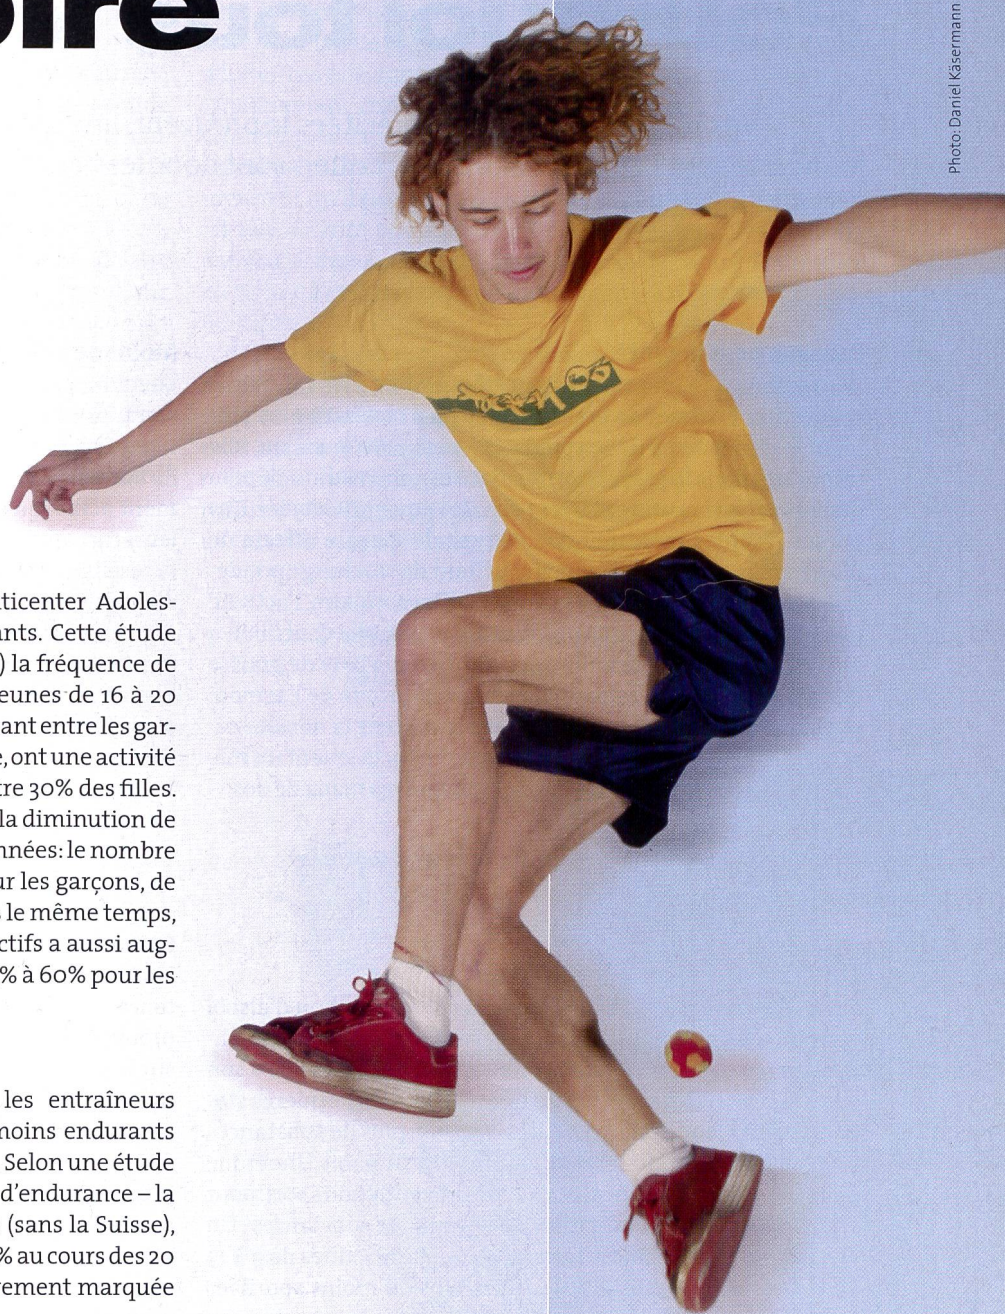 oire
Photo: Daniel Käsermann
ticenter Adoles-
ants. Cette étude
) la fréquence de
eunes de 16 à 20
ant entre les gar-
e, ont une activité
tre 30% des filles.
la diminution de
nnées: le nombre
ur les garçons, de
s le même temps,
ctifs a aussi aug-
% à 60% pour les
les entraîneurs
moins endurants
Selon une étude
d’endurance – la
(sans la Suisse),
% au cours des 20
rement marquée